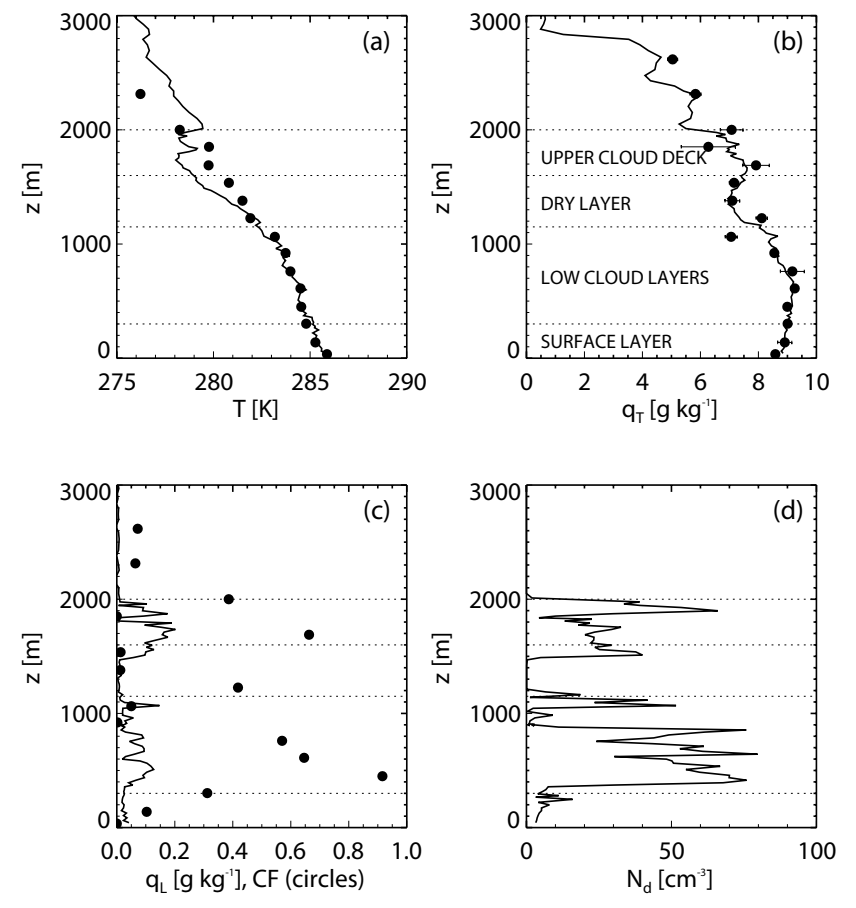 3000
(a)
2000
z [m]
1000
0
275
280
285
290
T [K]
3000
(b)
2000
UPPER CLOUD DECK
z [m]
DRY LAYER
1000
LOW CLOUD LAYERS
SURFACE LAYER
0
0
2
4
6
8
10
q_T [g kg⁻¹]
3000
(c)
2000
z [m]
1000
0
0.0
0.2
0.4
0.6
0.8
1.0
q_L [g kg⁻¹], CF (circles)
3000
(d)
2000
z [m]
1000
0
0
50
100
N_d [cm⁻³]